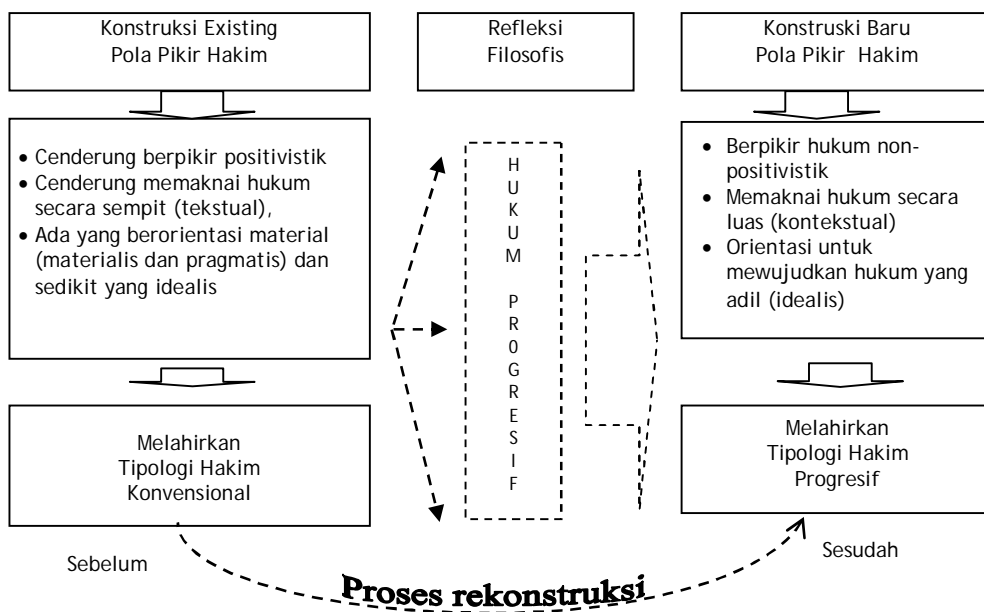 Konstruksi Existing
Pola Pikir Hakim
Refleksi
Filosofis
Konstruski Baru
Pola Pikir Hakim
• Cenderung berpikir positivistik
• Cenderung memaknai hukum
secara sempit (tekstual),
• Ada yang berorientasi material
(materialis dan pragmatis) dan
sedikit yang idealis
H
U
K
U
M
P
R
O
G
R
E
S
I
F
• Berpikir hukum non-
positivistik
• Memaknai hukum secara
luas (kontekstual)
• Orientasi untuk
mewujudkan hukum yang
adil (idealis)
Melahirkan
Tipologi Hakim
Konvensional
Melahirkan
Tipologi Hakim
Progresif
Sebelum
Proses rekonstruksi
Sesudah